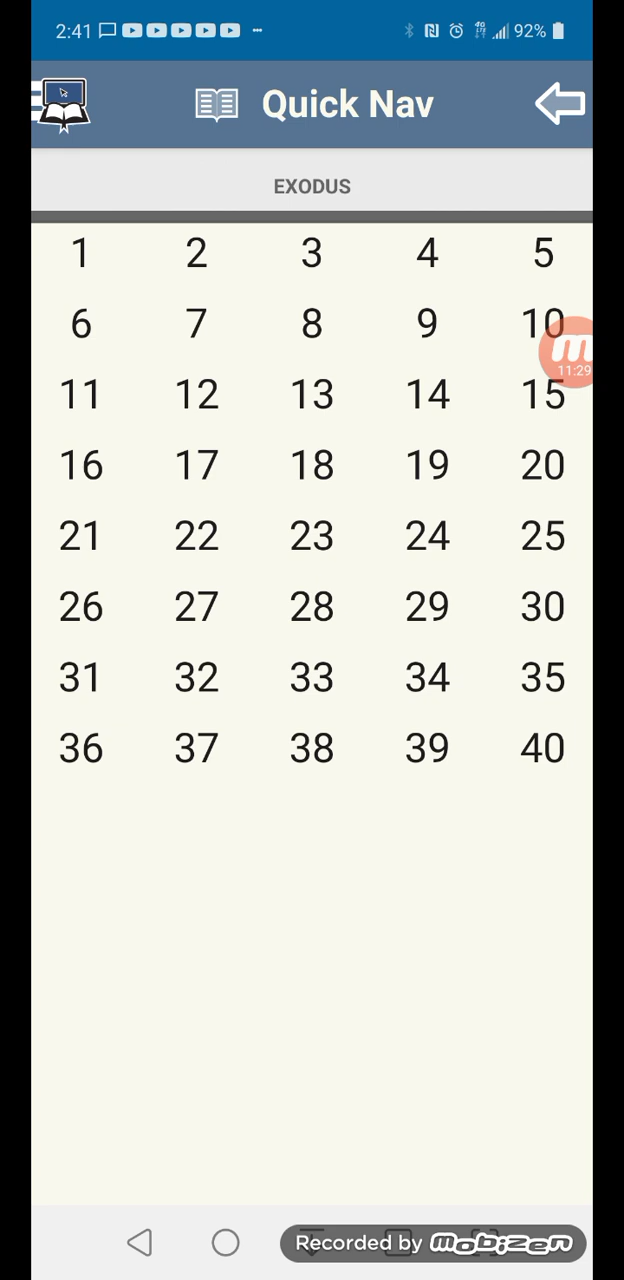 2:41 92%
Quick Nav
EXODUS
1 2 3 4 5
6 7 8 9 10
m
11:29
11 12 13 14 15
16 17 18 19 20
21 22 23 24 25
26 27 28 29 30
31 32 33 34 35
36 37 38 39 40
Recorded by mobizen